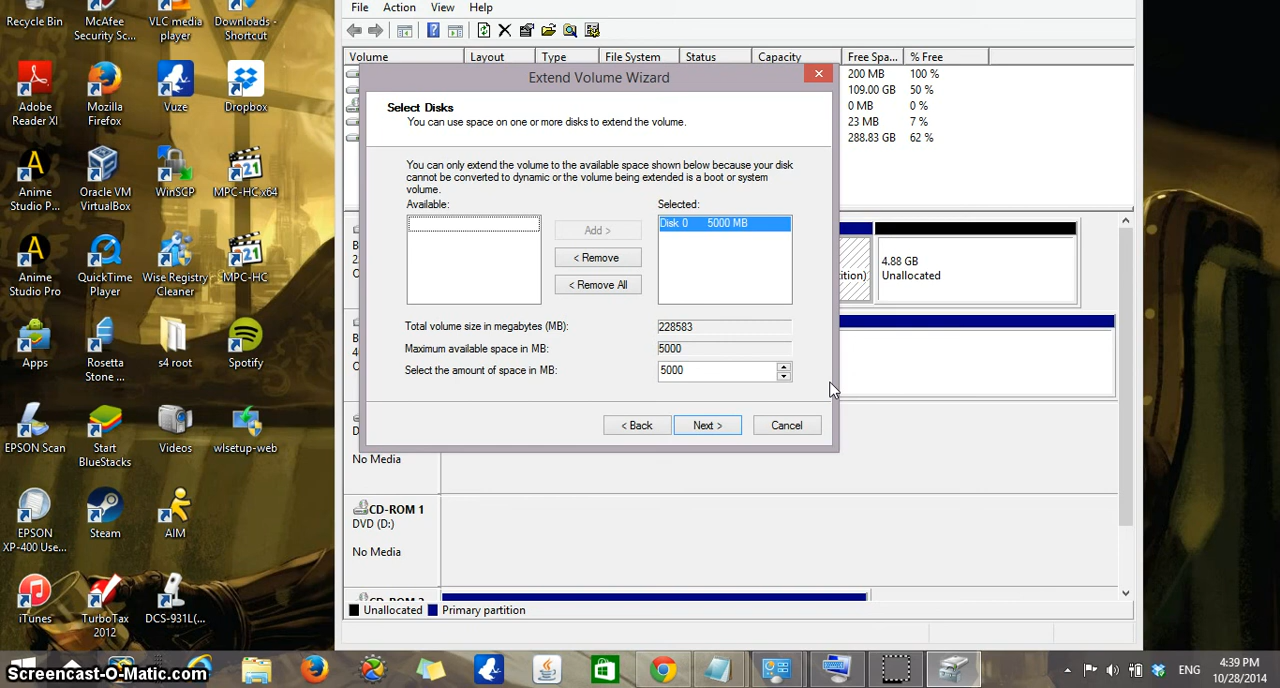 Recycle Bin
McAfee
Security Sc...
VLC media
player
Downloads -
Shortcut
Adobe
Reader XI
Mozilla
Firefox
Vuze
Dropbox
Anime
Studio P...
Oracle VM
VirtualBox
WinSCP
MPC-HC x64
Anime
Studio Pro
QuickTime
Player
Wise Registry
Cleaner
MPC-HC
Apps
Rosetta
Stone ...
s4 root
Spotify
EPSON Scan
Start
BlueStacks
Videos
wlsetup-web
EPSON
XP-400 Use...
Steam
AIM
iTunes
TurboTax
2012
DCS-931L(...
File Action View Help
Volume Layout Type File System Status Capacity Free Spa... % Free
200 MB 100 %
109.00 GB 50 %
0 MB 0 %
23 MB 7 %
288.83 GB 62 %
Extend Volume Wizard
Select Disks
You can use space on one or more disks to extend the volume.
You can only extend the volume to the available space shown below because your disk
cannot be converted to dynamic or the volume being extended is a boot or system
volume.
Available:
Selected:
Disk 0 5000 MB
Add >
< Remove
< Remove All
Total volume size in megabytes (MB): 228583
Maximum available space in MB: 5000
Select the amount of space in MB: 5000
< Back Next > Cancel
tition)
4.88 GB
Unallocated
No Media
CD-ROM 1
DVD (D:)
No Media
Unallocated Primary partition
Screencast-O-Matic.com
ENG
4:39 PM
10/28/2014